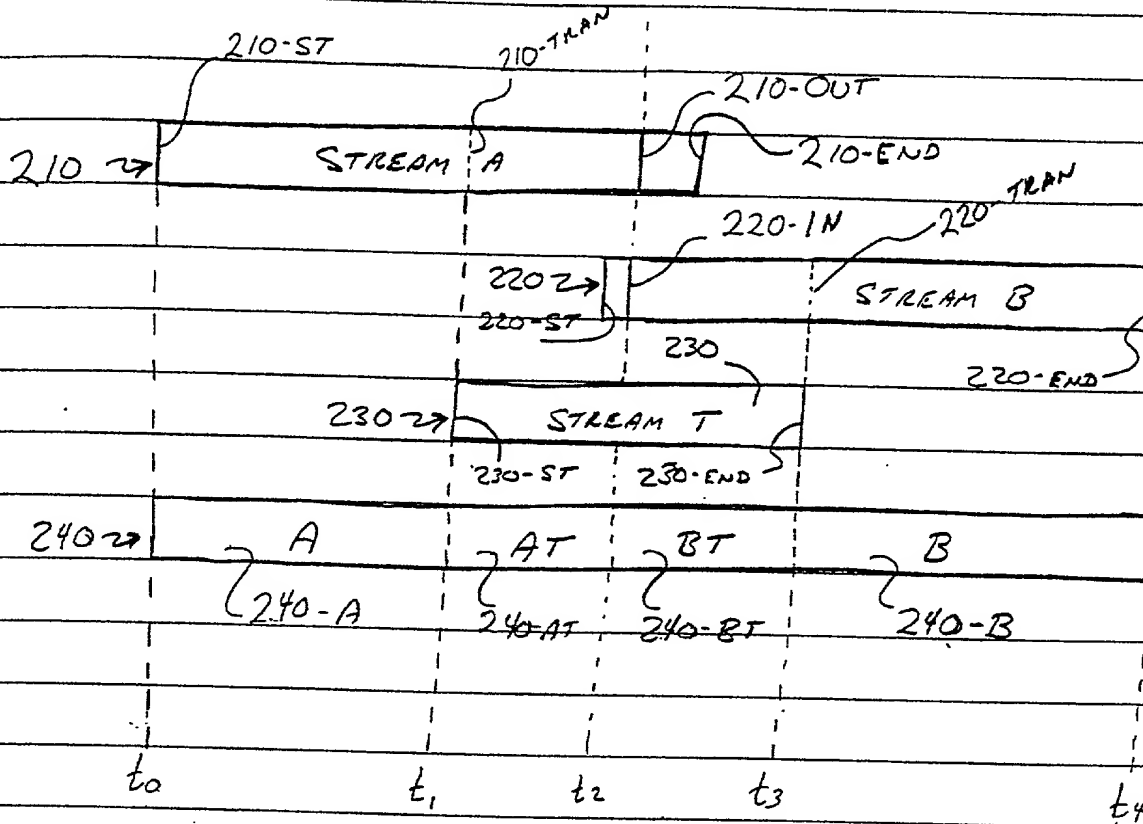 210-ST
210-TRAN
210-OUT
210
STREAM A
210-END
220-IN
220-TRAN
220
STREAM B
220-ST
230
220-END
230
STREAM T
230-ST
230-END
240
A
AT
BT
B
240-A
240-AT
240-BT
240-B
t0
t1
t2
t3
t4